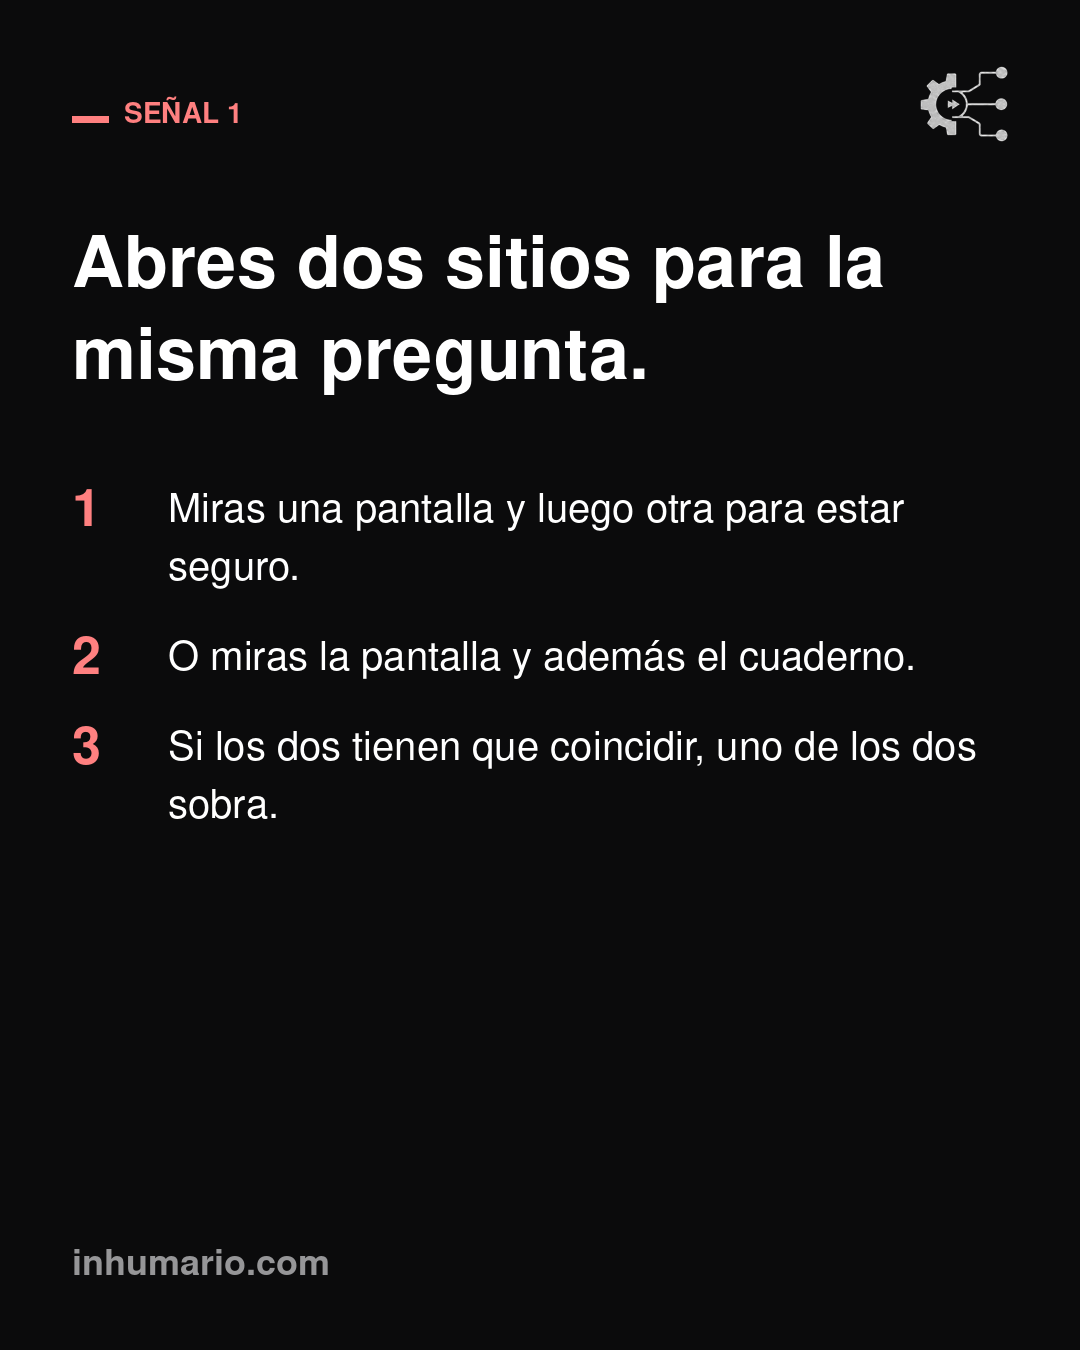 SEÑAL 1
Abres dos sitios para la
misma pregunta.
1 Miras una pantalla y luego otra para estar
seguro.
2 O miras la pantalla y además el cuaderno.
3 Si los dos tienen que coincidir, uno de los dos
sobra.
inhumario.com